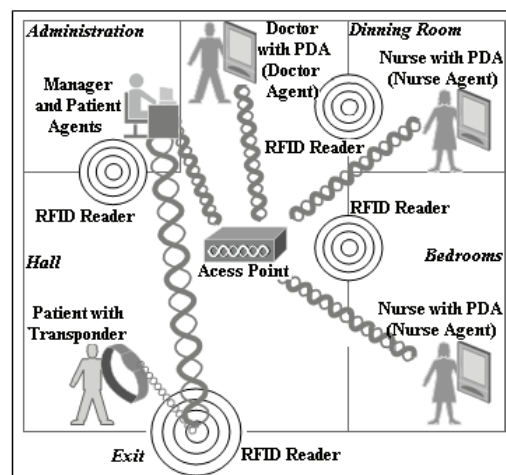 Administration
Doctor
with PDA
(Doctor
Agent)
Dinning Room
Nurse with PDA
(Nurse Agent)
Manager
and Patient
Agents
RFID Reader
RFID Reader
RFID Reader
Hall
Acess Point
Bedrooms
Patient with
Transponder
Nurse with PDA
(Nurse Agent)
Exit
RFID Reader